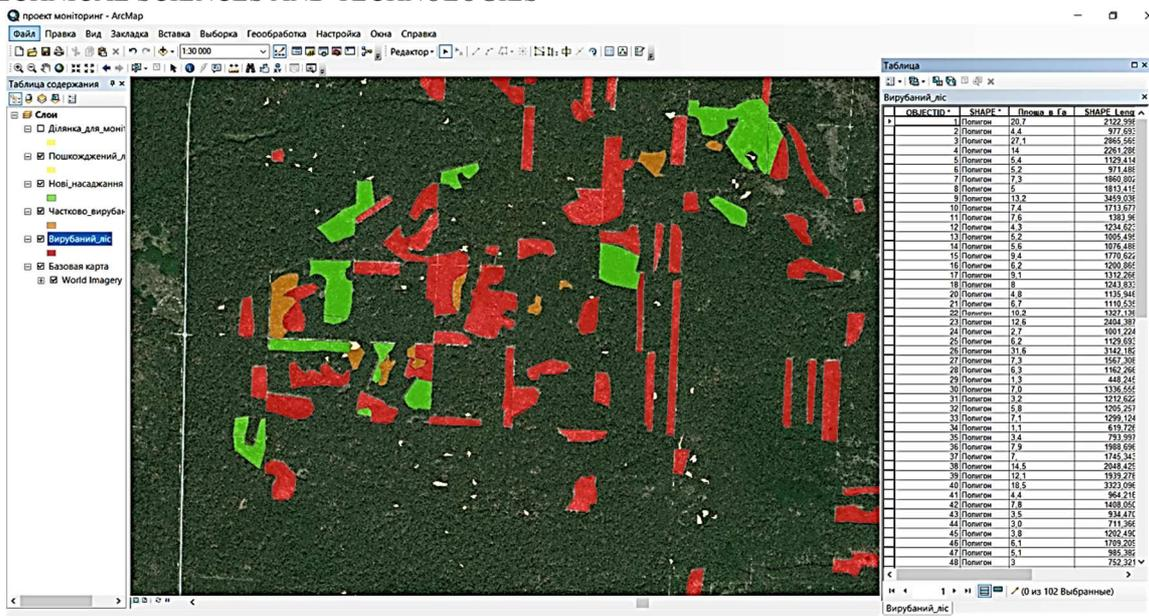 TECHNICAL SCIENCES AND TECHNOLOGIES
проект моніторинг - ArcMap
Файл Правка Вид Закладка Вставка Выборка Геообработка Настройка Окна Справка
1:30 000
Редактор
Таблица содержания
Слои
Ділянка_для_моніт
Пошкожджений_л
Нові_насаджання
Частково_вирубан
Вирубаний_ліс
Базовая карта
World Imagery
Таблица
Вирубаний_ліс
OBJECTID * SHAPE * Площа_в_Га SHAPE_Leng
1 Полигон 20,7 2122,998
2 Полигон 4,4 977,693
3 Полигон 27,1 2865,565
4 Полигон 14 2261,286
5 Полигон 5,4 1129,414
6 Полигон 5,2 971,488
7 Полигон 7,3 1860,802
8 Полигон 5 1813,415
9 Полигон 13,2 3459,038
10 Полигон 7,4 1713,677
11 Полигон 7,6 1383,96
12 Полигон 4,3 1234,623
13 Полигон 5,2 1005,495
14 Полигон 5,6 1076,488
15 Полигон 9,4 1770,622
16 Полигон 6,2 1200,865
17 Полигон 9,1 1312,266
18 Полигон 8 1243,833
20 Полигон 4,8 1135,946
21 Полигон 6,7 1110,535
22 Полигон 10,2 1327,136
23 Полигон 12,6 2404,387
24 Полигон 2,7 1001,224
25 Полигон 6,2 1129,693
26 Полигон 31,6 3142,182
27 Полигон 7,3 1567,308
28 Полигон 6,3 1162,266
29 Полигон 1,3 448,245
30 Полигон 7,0 1336,555
31 Полигон 3,2 1212,622
32 Полигон 5,8 1205,257
33 Полигон 7,1 1299,124
34 Полигон 1,1 619,726
35 Полигон 3,4 793,997
36 Полигон 7,9 1988,696
37 Полигон 7, 1745,343
38 Полигон 14,5 2048,425
39 Полигон 12,1 1939,278
40 Полигон 18,5 3323,096
41 Полигон 4,4 964,216
42 Полигон 7,8 1408,050
43 Полигон 3,5 934,470
44 Полигон 3,0 711,366
45 Полигон 3,8 1202,490
46 Полигон 6,1 1709,205
47 Полигон 5,1 985,382
48 Полигон 3 752,321
1 (0 из 102 Выбранные)
Вирубаний_ліс